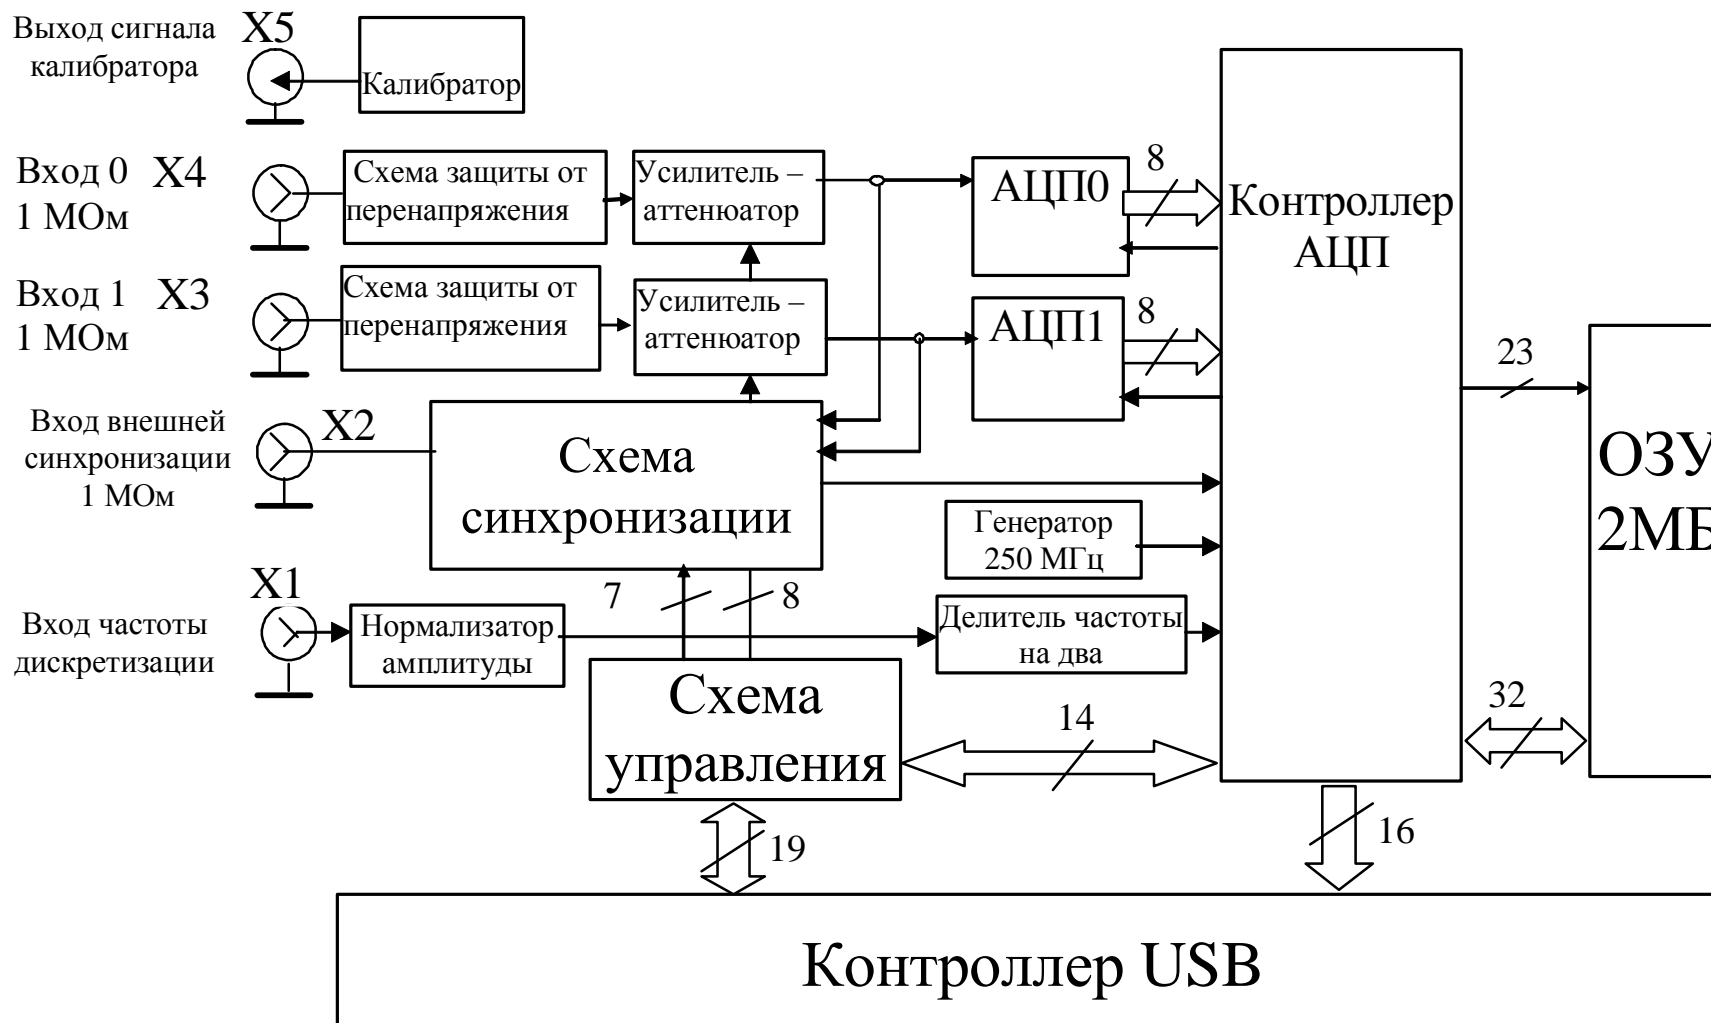 Выход сигнала
калибратора
X5
Калибратор
Вход 0
X4
1 МОм
Схема защиты от
перенапряжения
Усилитель –
аттенюатор
АЦП0
8
Контроллер
АЦП
Вход 1
X3
1 МОм
Схема защиты от
перенапряжения
Усилитель –
аттенюатор
АЦП1
8
23
ОЗУ
2МБ
Вход внешней
синхронизации
1 МОм
X2
Схема
синхронизации
Генератор
250 МГц
7
8
X1
Вход частоты
дискретизации
Нормализатор
амплитуды
Делитель частоты
на два
Схема
управления
14
32
19
16
Контроллер USB